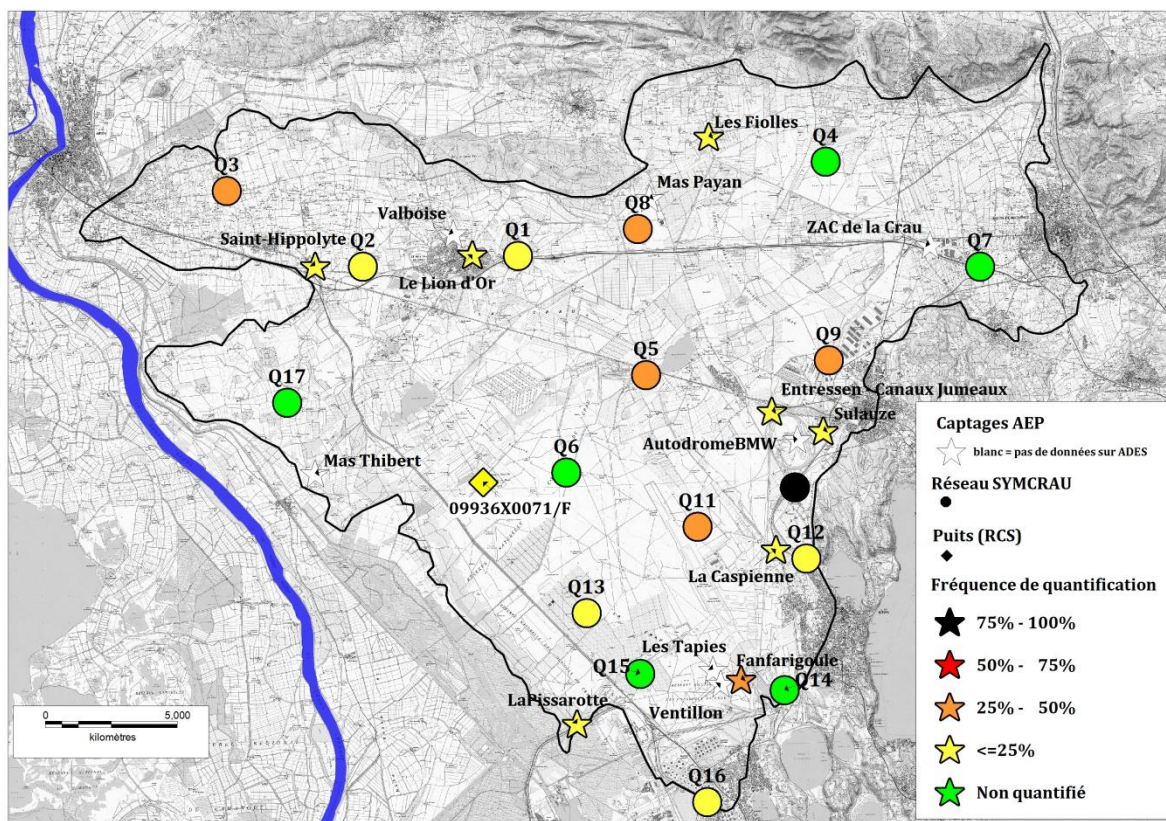 Les Fiolles
Q4
Q3
Mas Payan
Q8
Valboise
Q1
ZAC de la Crau
Saint-Hippolyte
Q2
Q7
Le Lion d'Or
Q9
Q5
Entressen - Canaux Jumeaux
Q17
Sulauze
AutodromeBMW
Q6
Mas Thibert
09936X0071/F
Q11
Q12
La Caspienne
Q13
Les Tapies
Q15
Fanfarigoule
Q14
LaPissarotte
Ventillon
Q16
0 5,000
kilomètres
Captages AEP
blanc = pas de données sur ADES
Réseau SYMCRAU
Puits (RCS)
Fréquence de quantification
75% - 100%
50% - 75%
25% - 50%
<=25%
Non quantifié